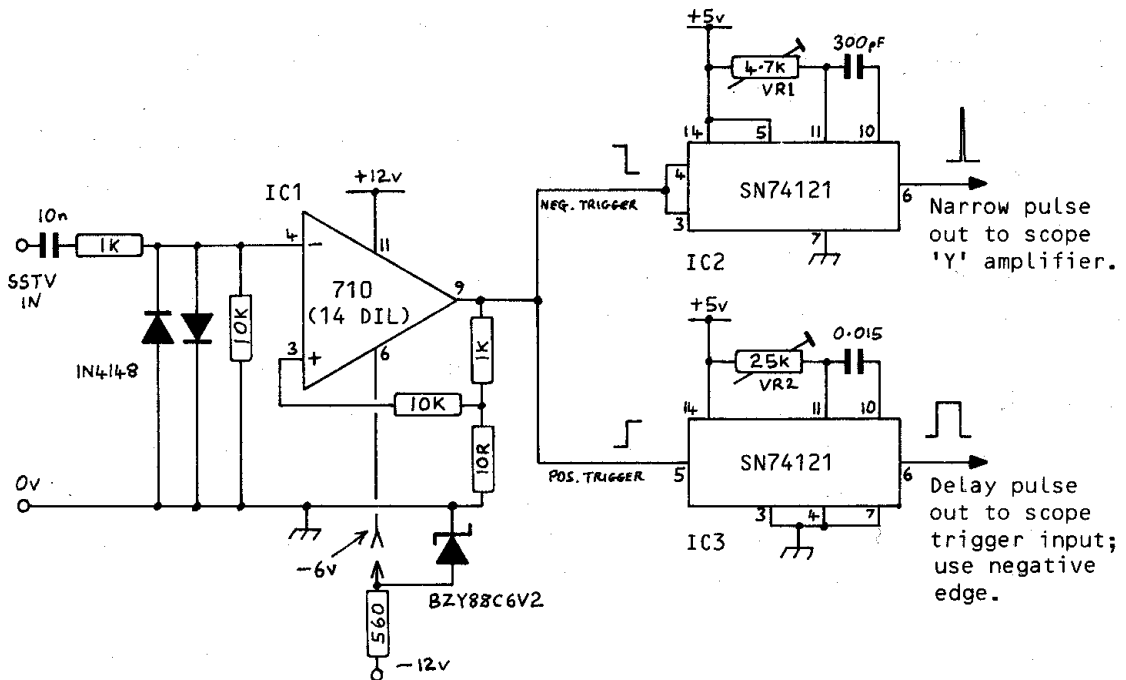 +5v
300pF
4.7K
VR1
14
5
11
10
4
3
SN74121
6
7
IC2
NEG. TRIGGER
Narrow pulse
out to scope
'Y' amplifier.
IC1
+12v
10n
1K
4
−
11
710
(14 DIL)
9
3
+
6
SSTV
IN
10K
1N4148
1K
10K
10R
0v
−6v
BZY88C6V2
560
−12v
+5v
0.015
25K
VR2
14
11
10
5
SN74121
6
3
4
7
IC3
POS. TRIGGER
Delay pulse
out to scope
trigger input;
use negative
edge.